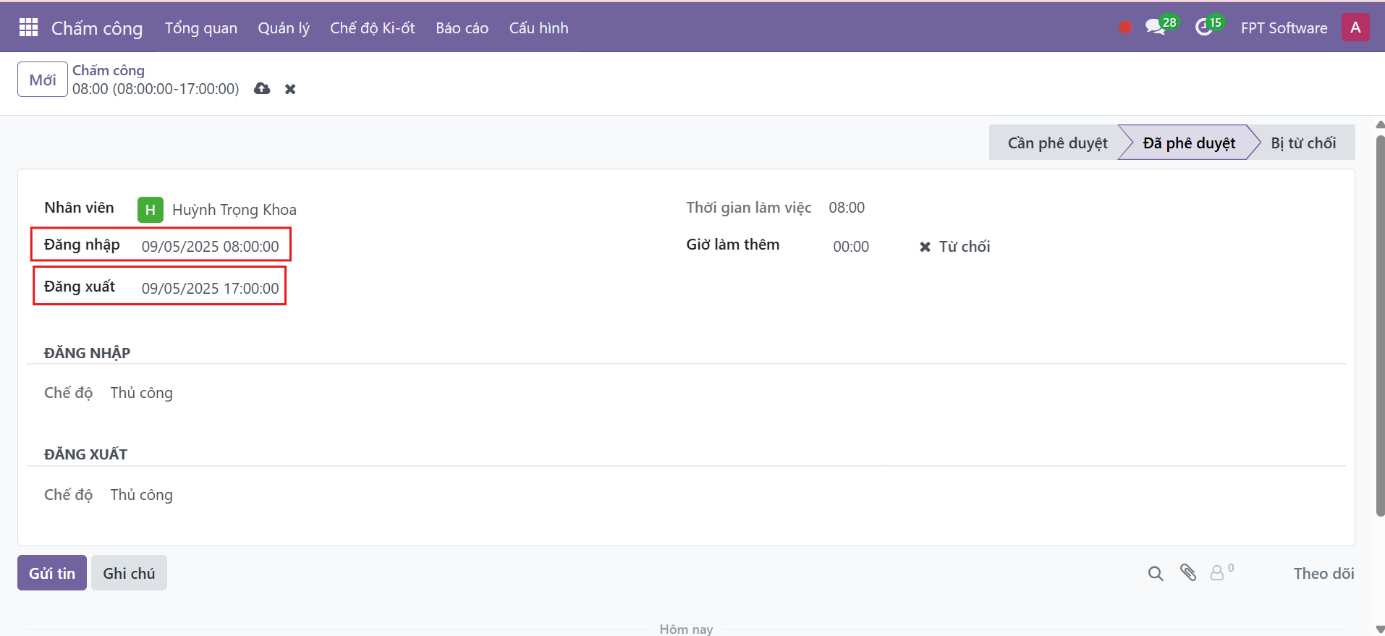 Chấm công Tổng quan Quản lý Chế độ Ki-ốt Báo cáo Cấu hình 28 15 FPT Software A
Mới
Chấm công
08:00 (08:00:00-17:00:00)
Cần phê duyệt Đã phê duyệt Bị từ chối
Nhân viên H Huỳnh Trọng Khoa Thời gian làm việc 08:00
Đăng nhập 09/05/2025 08:00:00 Giờ làm thêm 00:00 Từ chối
Đăng xuất 09/05/2025 17:00:00
ĐĂNG NHẬP
Chế độ Thủ công
ĐĂNG XUẤT
Chế độ Thủ công
Gửi tin Ghi chú 0 Theo dõi
Hôm nay